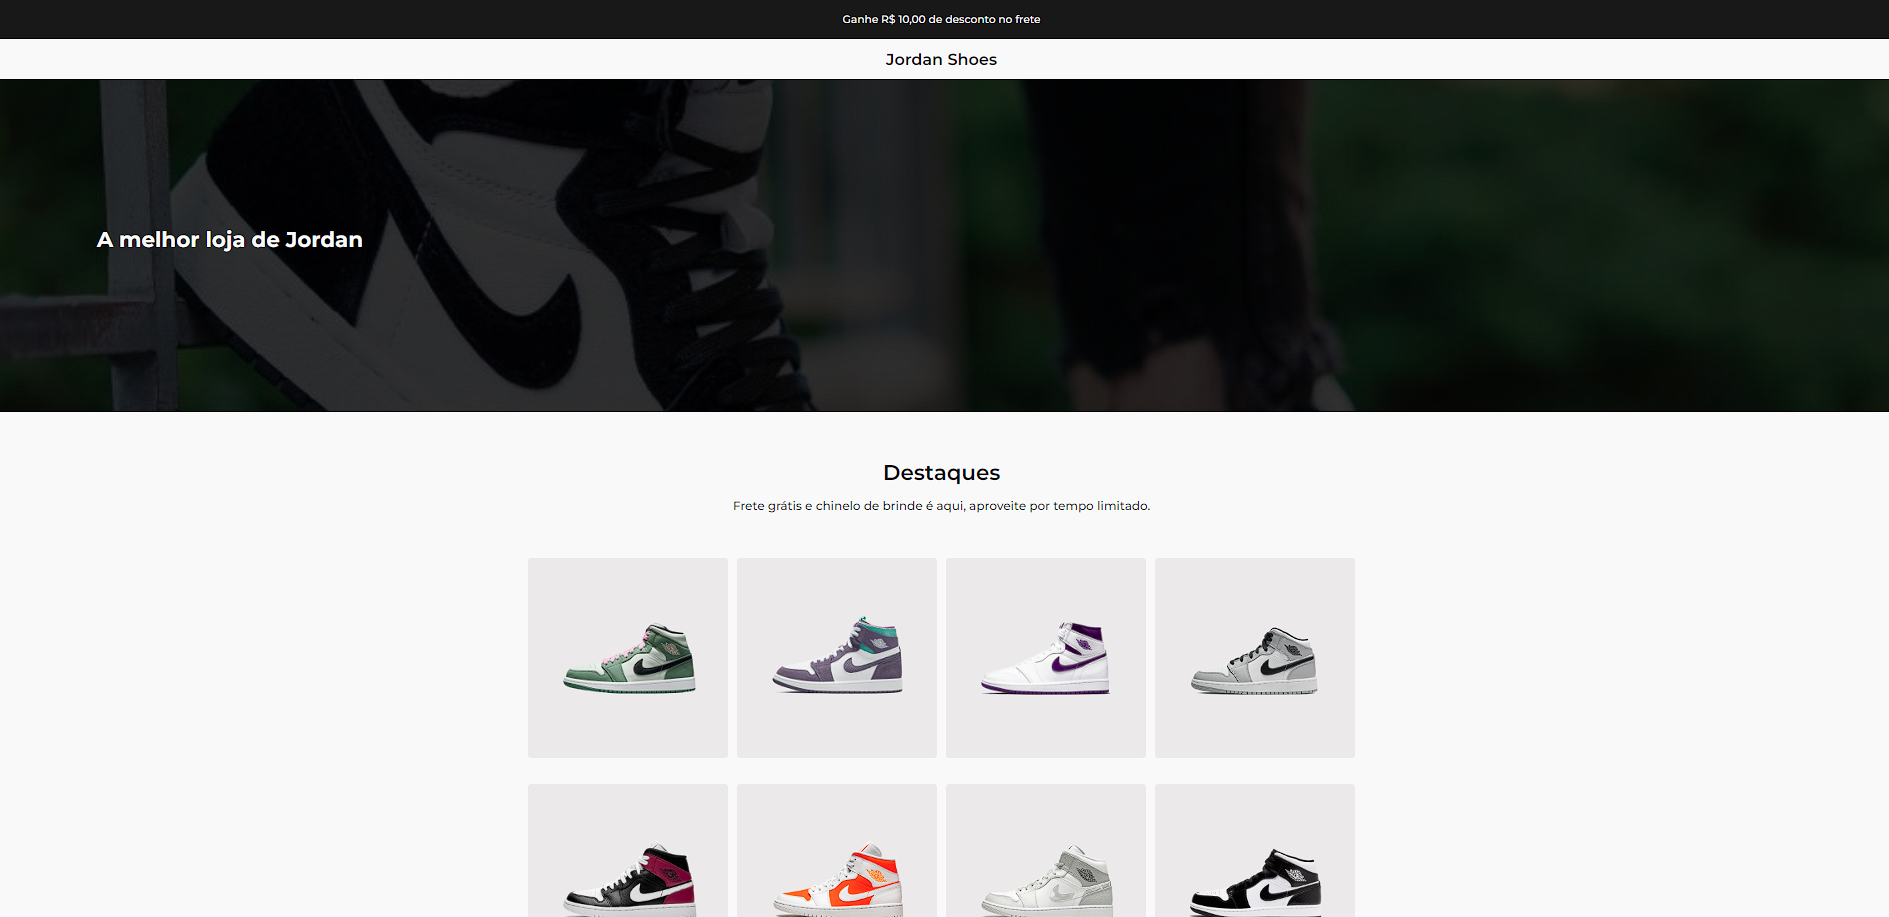 Ganhe R$ 10,00 de desconto no frete
Jordan Shoes
A melhor loja de Jordan
Destaques
Frete grátis e chinelo de brinde é aqui, aproveite por tempo limitado.